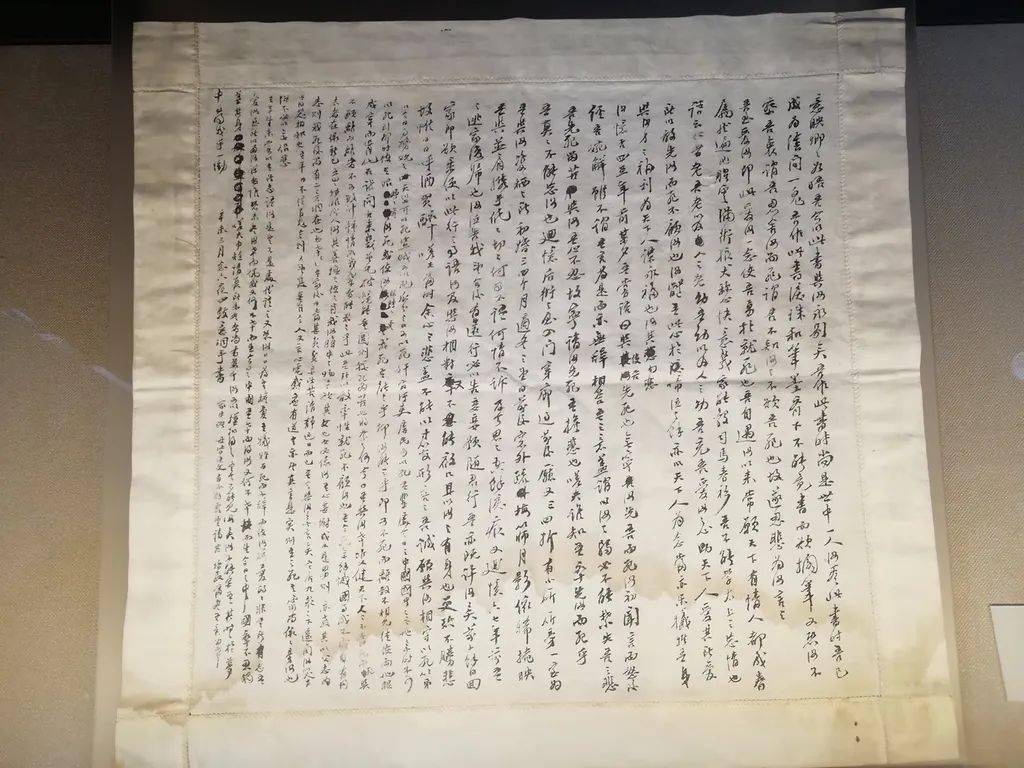 意映卿卿如晤吾今以此書與汝永別矣吾作此書時尚是世中一人汝看此書時吾已
成為陰間一鬼吾作此書淚珠和筆墨齊下不能竟書而欲擱筆又恐汝不
察吾衷謂吾忍舍汝而死謂吾不知汝之不欲吾死也故遂忍悲為汝言之
吾至愛汝即此愛汝一念使吾勇於就死也吾自遇汝以來常願天下有情人都成眷
屬然遍地腥雲滿街狼犬稱心快意幾家能彀司馬春衫吾不能學太上之忘情也
語云仁者老吾老以及人之老幼吾幼以及人之幼吾充吾愛汝之心助天下人愛其所愛
所以敢先汝而死不顧汝也汝體吾此心於啼泣之餘亦以天下人為念當亦樂犧牲吾身
與汝身之福利為天下人謀永福也汝其勿悲
汝憶否四五年前某夕吾嘗語曰與使吾先死也無寧汝先吾而死汝初聞言而怒後
經吾婉解雖不謂吾言為是而亦無辭相答吾之意蓋謂以汝之弱必不能禁失吾之悲
吾先死留苦與汝吾心不忍故寧請汝先死吾擔悲也嗟夫誰知吾卒先汝而死乎
吾真真不能忘汝也迴憶後街之屋入門穿廊過前後廳又三四折有小廳廳旁一室為
吾與汝雙棲之所初婚三四個月適冬之望日前後窗外疏梅篩月影依稀掩映
吾與並肩攜手低低切切何事不語何情不訴及今思之空餘淚痕又迴憶六七年前吾
之逃家復歸也汝泣告我望今後有遠行必以告妾妾願隨君行吾亦既許汝矣前十餘日回
家即欲乘便以此行之事語汝及與汝相對又不能啟口且以汝之有身也更恐不勝悲
故惟日日呼酒買醉嗟夫當時余心之悲蓋不能以寸管形容之吾誠願與汝相守以死第以
今日事勢觀之天災可以死盜賊可以死瓜分之日可以死奸官污吏虐民可以死吾輩處今日之中國國中無地無時不可
以死到那時使吾眼睜睜看汝死或使汝眼睜睜看我死吾能之乎抑汝能之乎即可不死而離散不相見徒使兩地眼
成穿而骨化石試問古來幾曾見破鏡能重圓則較死為苦也將奈之何今日吾與汝幸雙健天下人之不當死而死與
不願離而離者不可數計鍾情如我輩者能忍之乎此吾所以敢率性就死不顧汝也吾今死無餘憾國事成不成自有同
志者在依新已五歲轉眼成人汝其善撫之使之肖我汝腹中之物吾疑其女也女必像汝吾心甚慰或又是男則亦教其以父志為
志則我死後尚有二意洞在也幸甚幸甚吾家後日當甚貧貧無所苦清靜過日而已吾今與汝無言矣吾居九泉之下遙聞汝哭聲
當哭相和也吾平日不信有鬼今則又望其真有今人又言心電感應有道吾亦望其言是實則吾之死吾靈尚依依旁汝也
汝不必以無侶悲
吾平生未嘗以吾所志語汝是吾不是處然語之又恐汝日日為吾擔憂吾犧牲百死而不辭而使汝擔憂的的非吾所忍吾
愛汝至所以為汝謀者惟恐未盡汝幸而偶我又何不幸而生今日之中國吾幸而得汝又何不幸而生今日之中國卒不忍獨
善其身嗟夫巾短情長所未盡者尚有萬千汝可以模擬得之吾今不能見汝矣汝不能舍吾其時時於夢
中得我乎一慟 辛未三月念六夜四鼓意洞手書
家中諸母皆通文有不解處望請其指教當盡吾意為幸